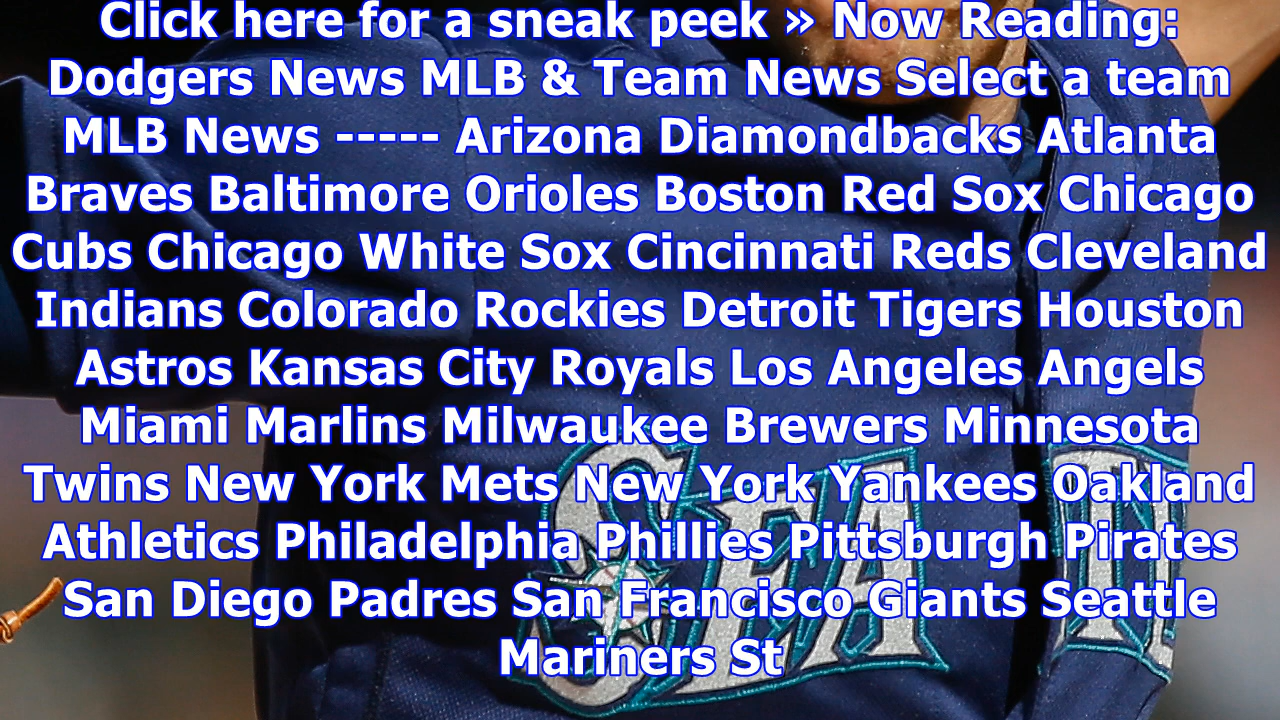 Click here for a sneak peek » Now Reading:
Dodgers News MLB & Team News Select a team
MLB News ----- Arizona Diamondbacks Atlanta
Braves Baltimore Orioles Boston Red Sox Chicago
Cubs Chicago White Sox Cincinnati Reds Cleveland
Indians Colorado Rockies Detroit Tigers Houston
Astros Kansas City Royals Los Angeles Angels
Miami Marlins Milwaukee Brewers Minnesota
Twins New York Mets New York Yankees Oakland
Athletics Philadelphia Phillies Pittsburgh Pirates
San Diego Padres San Francisco Giants Seattle
Mariners St
SEA